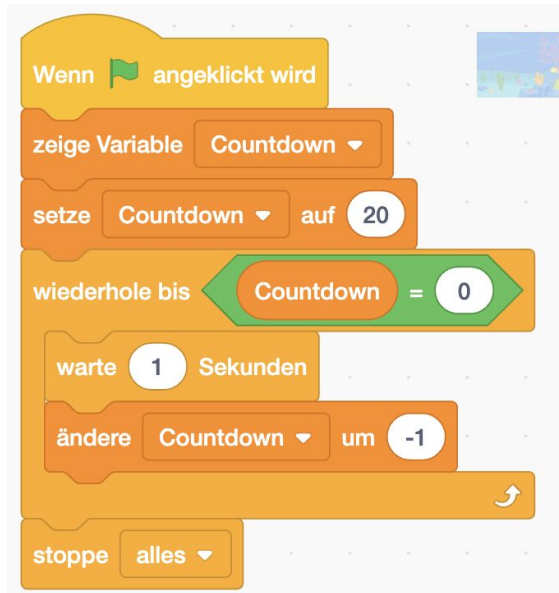 Wenn angeklickt wird
zeige Variable Countdown
setze Countdown auf 20
wiederhole bis Countdown = 0
warte 1 Sekunden
ändere Countdown um -1
stoppe alles